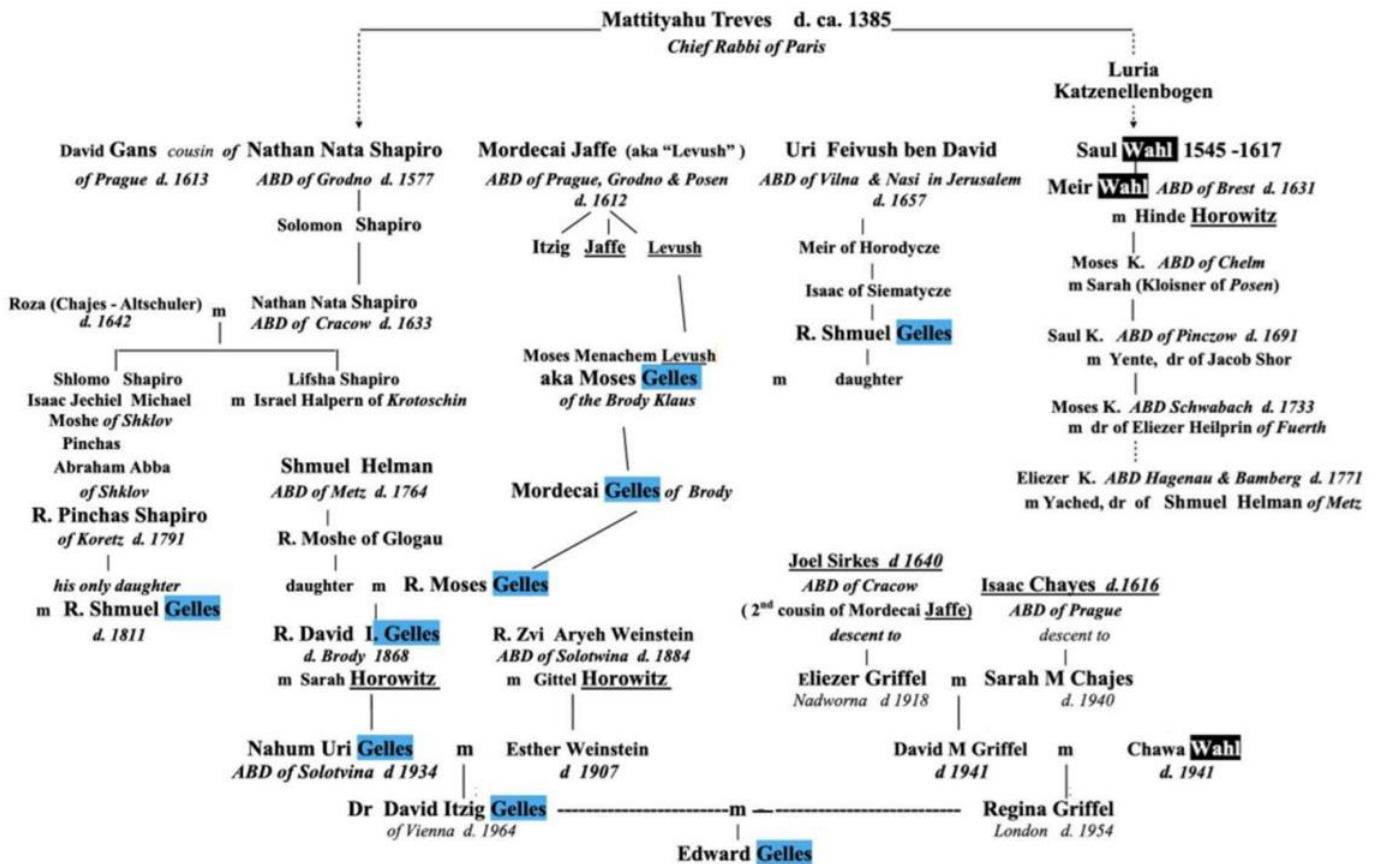 Mattityahu Treves d. ca. 1385
Chief Rabbi of Paris
Luria
Katzenellenbogen
David Gans cousin of Nathan Nata Shapiro
of Prague d. 1613 ABD of Grodno d. 1577
Solomon Shapiro
Roza (Chajes - Altschuler) m Nathan Nata Shapiro
d. 1642 ABD of Cracow d. 1633
Shlomo Shapiro
Isaac Jechiel Michael
Moshe of Shklov
Pinchas
Abraham Abba
of Shklov
R. Pinchas Shapiro
of Koretz d. 1791
his only daughter
m R. Shmuel Gelles
d. 1811
Lifsha Shapiro
m Israel Halpern of Krotoschin
Mordecai Jaffe (aka “Levush” )
ABD of Prague, Grodno & Posen
d. 1612
Itzig Jaffe Levush
Moses Menachem Levush
aka Moses Gelles
of the Brody Klaus
m daughter
Mordecai Gelles of Brody
Uri Feivush ben David
ABD of Vilna & Nasi in Jerusalem
d. 1657
Meir of Horodycze
Isaac of Siematycze
R. Shmuel Gelles
Saul Wahl 1545 -1617
Meir Wahl ABD of Brest d. 1631
m Hinde Horowitz
Moses K. ABD of Chelm
m Sarah (Kloisner of Posen)
Saul K. ABD of Pinczow d. 1691
m Yente, dr of Jacob Shor
Moses K. ABD Schwabach d. 1733
m dr of Eliezer Heilprin of Fuerth
Eliezer K. ABD Hagenau & Bamberg d. 1771
m Yached, dr of Shmuel Helman of Metz
Shmuel Helman
ABD of Metz d. 1764
R. Moshe of Glogau
daughter m R. Moses Gelles
R. David I. Gelles
d. Brody 1868
m Sarah Horowitz
R. Zvi Aryeh Weinstein
ABD of Solotwina d. 1884
m Gittel Horowitz
Joel Sirkes d 1640
ABD of Cracow
( 2nd cousin of Mordecai Jaffe)
descent to
Eliezer Griffel m Sarah M Chajes
Nadworna d 1918 d. 1940
Isaac Chayes d.1616
ABD of Prague
descent to
Nahum Uri Gelles m Esther Weinstein
ABD of Solotvina d 1934 d 1907
David M Griffel m Chawa Wahl
d 1941 d. 1941
Dr David Itzig Gelles m Regina Griffel
of Vienna d. 1964 London d. 1954
Edward Gelles